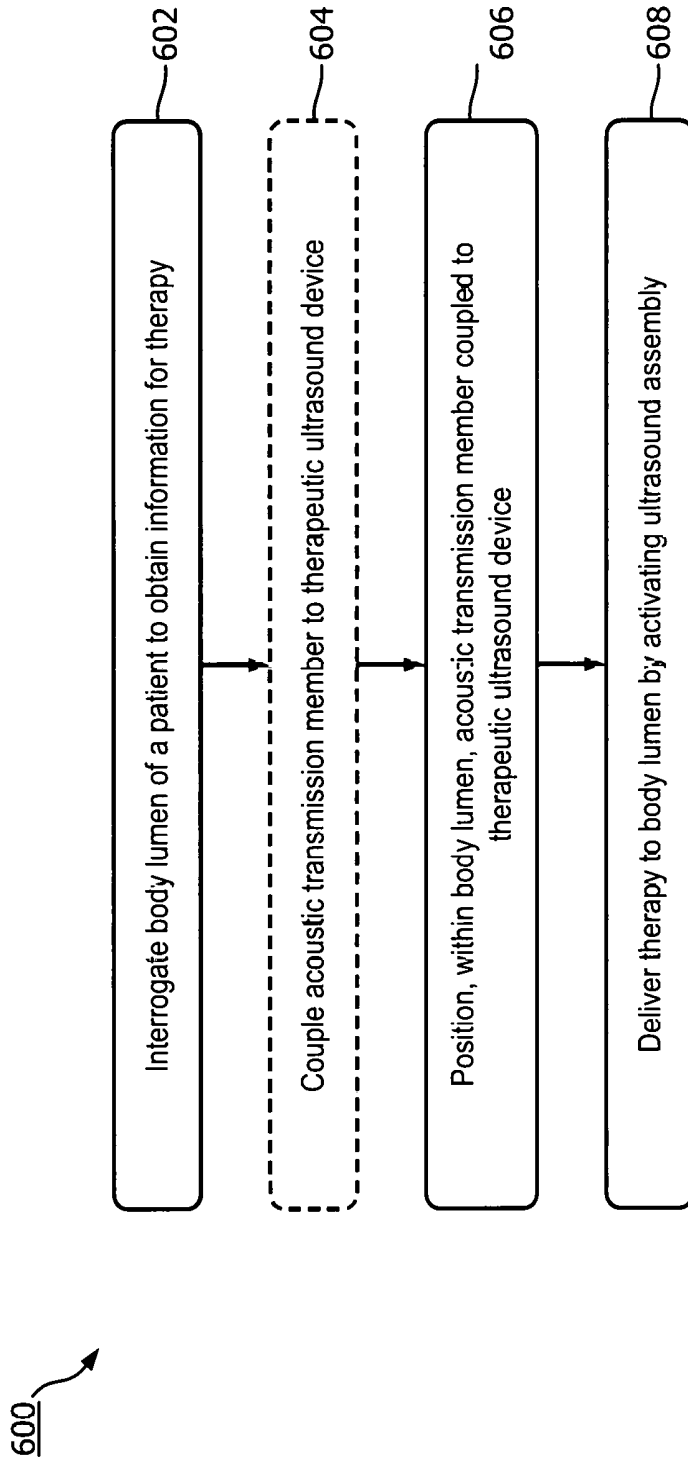 600
Interrogate body lumen of a patient to obtain information for therapy
602
Couple acoustic transmission member to therapeutic ultrasound device
604
Position, within body lumen, acoustic transmission member coupled to
therapeutic ultrasound device
606
Deliver therapy to body lumen by activating ultrasound assembly
608